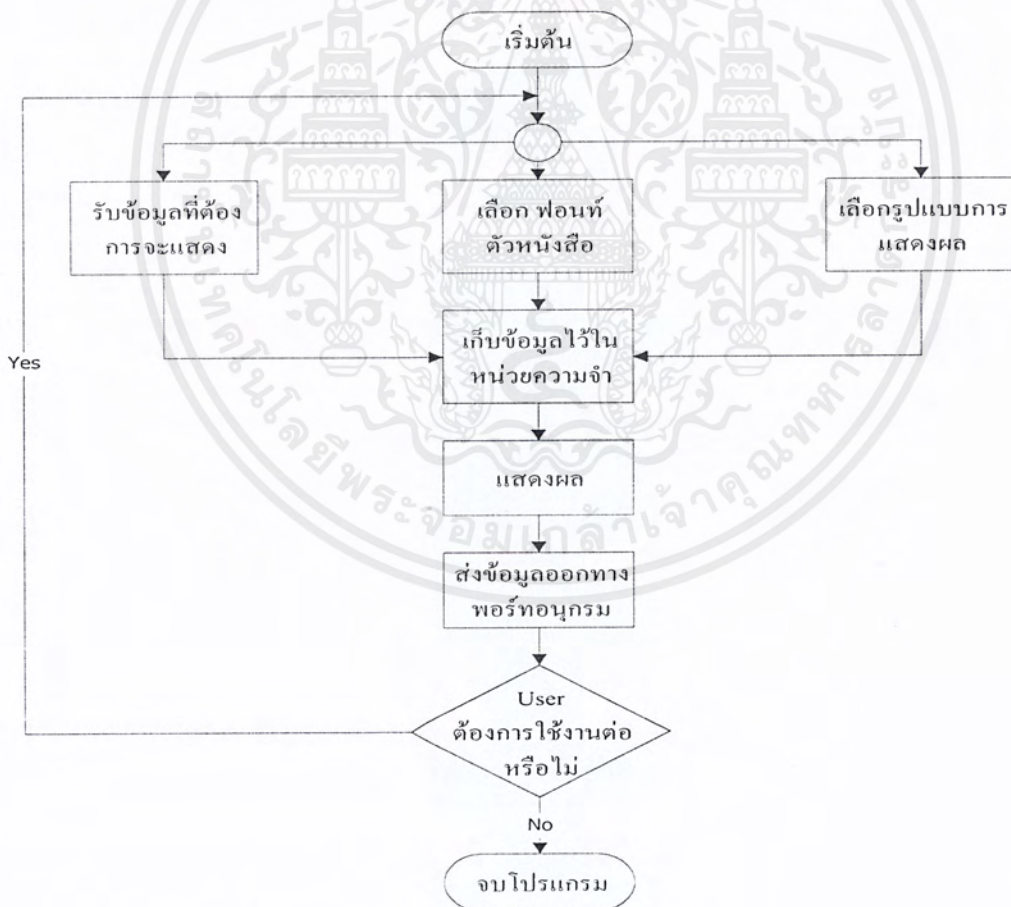 เริ่มต้น
รับข้อมูลที่ต้อง
การจะแสดง
เลือก ฟอนท์
ตัวหนังสือ
เลือกรูปแบบการ
แสดงผล
เก็บข้อมูลไว้ใน
หน่วยความจำ
Yes
แสดงผล
ส่งข้อมูลออกทาง
พอร์ทอนุกรม
User
ต้องการใช้งานต่อ
หรือไม่
No
จบโปรแกรม